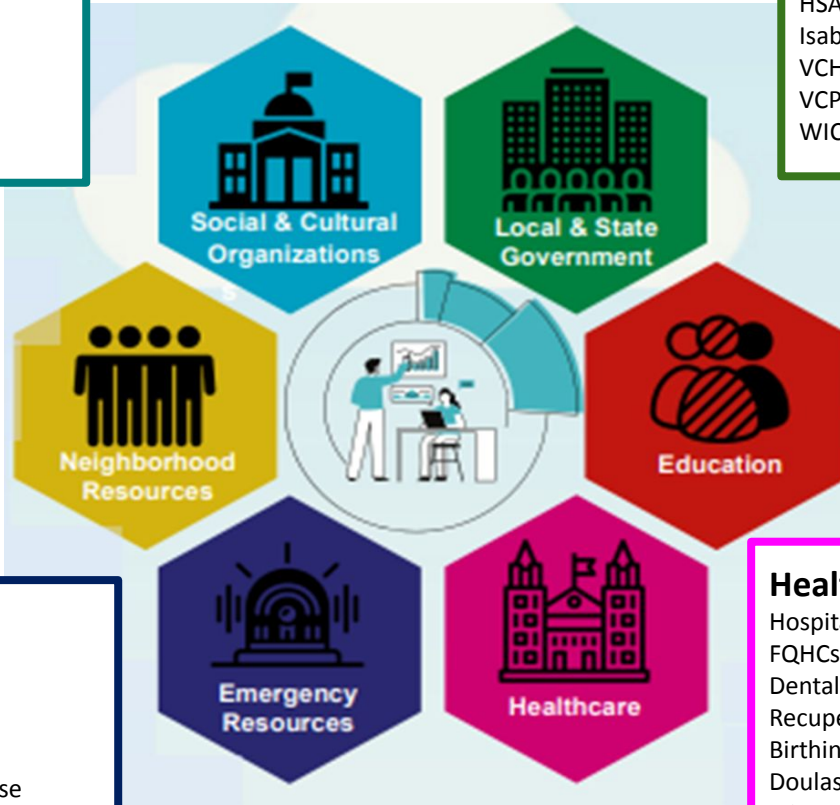 HSA
Isab
VCH
VCP
WIC
Social & Cultural
Organizations
s
Local & State
Government
Neighborhood
Resources
Education
Emergency
Resources
Healthcare
Heal
Hospita
FQHCs
Dental
Recupe
Birthin
Doulas
se